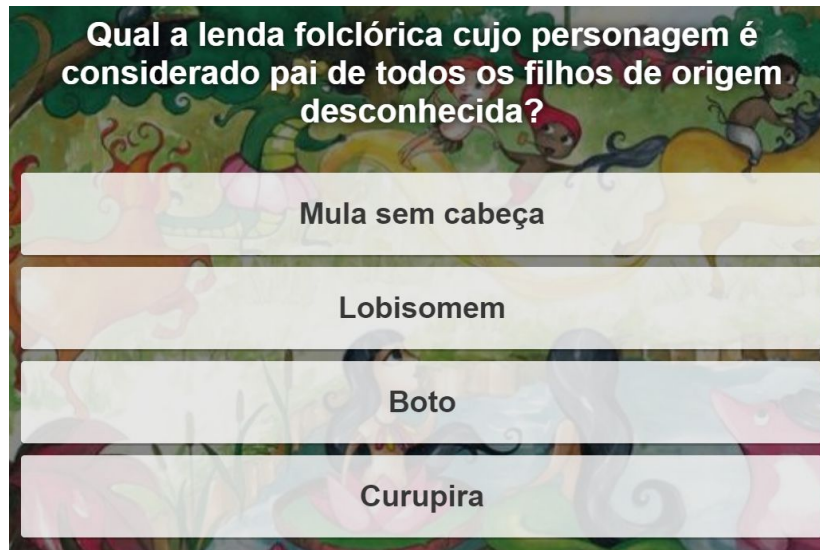 Qual a lenda folclórica cujo personagem é
considerado pai de todos os filhos de origem
desconhecida?
Mula sem cabeça
Lobisomem
Boto
Curupira